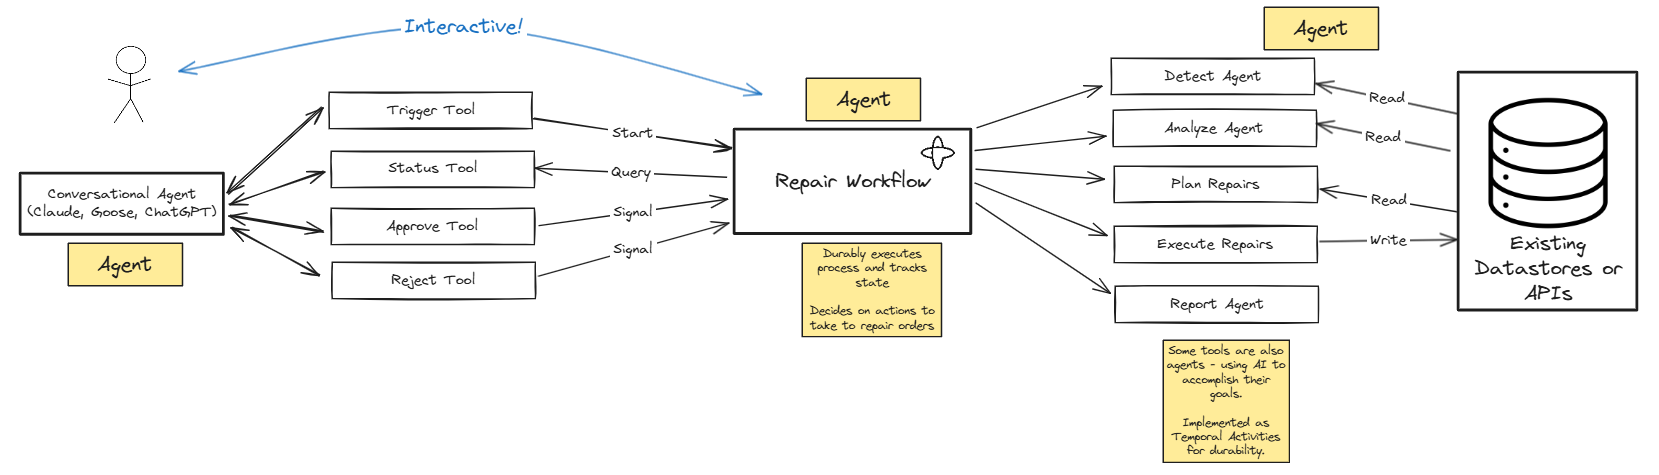 Interactive!
Agent
Conversational Agent
(Claude, Goose, ChatGPT)
Agent
Trigger Tool
Status Tool
Approve Tool
Reject Tool
Start
Query
Signal
Signal
Agent
Repair Workflow
Durably executes
process and tracks
state
Decides on actions to
take to repair orders
Detect Agent
Analyze Agent
Plan Repairs
Execute Repairs
Report Agent
Some tools are also
agents - using AI to
accomplish their
goals.
Implemented as
Temporal Activities
for durability.
Read
Read
Read
Write
Existing
Datastores or
APIs